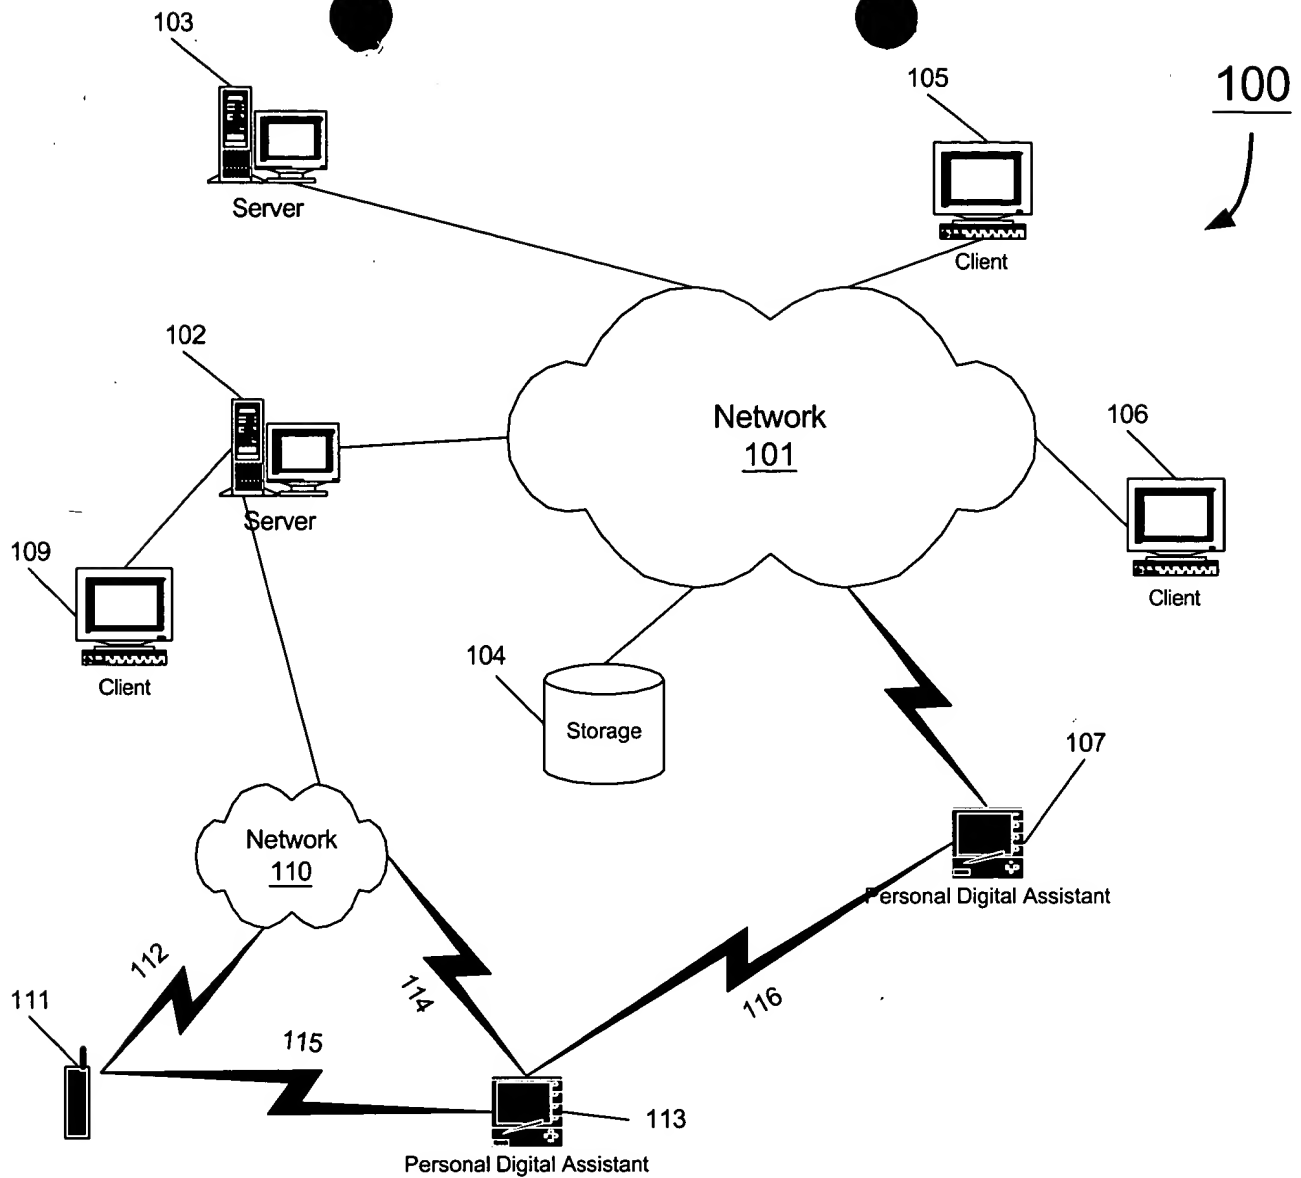 103
105
100
Server
Client
102
Network
101
106
Server
109
Client
Client
104
Storage
107
Network
110
Personal Digital Assistant
112
114
116
111
115
113
Personal Digital Assistant